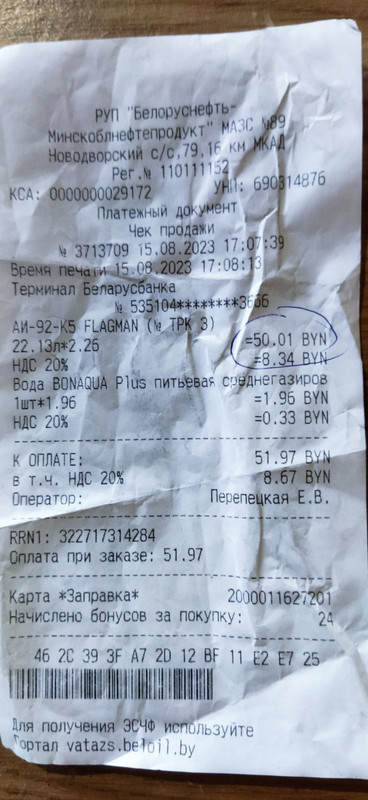 РУП "Белоруснефть-
Минскоблнефтепродукт" МАЗС №89
Новодворский с/с,79,16 км МКАД
Рег.№ 110111152
КСА: 0000000029172 УНП: 690314876
Платежный документ
Чек продажи
№ 3713709 15.08.2023 17:07:39
Время печати 15.08.2023 17:08:13
Терминал Беларусбанка
№ 535104********3666
АИ-92-К5 FLAGMAN (№ ТРК 3)
22.13л*2.26 =50.01 BYN
НДС 20% =8.34 BYN
Вода BONAQUA Plus питьевая среднегазиров
1шт*1.96 =1.96 BYN
НДС 20% =0.33 BYN
К ОПЛАТЕ: 51.97 BYN
в т.ч. НДС 20% 8.67 BYN
Оператор: Перепецкая Е.В.
RRN1: 322717314284
Оплата при заказе: 51.97
Карта *Заправка* 2000011627201
Начислено бонусов за покупку: 24
46 2C 39 3F A7 2D 12 BF 11 E2 E7 25
Для получения ЭСЧФ используйте
Портал vatazs.beloil.by